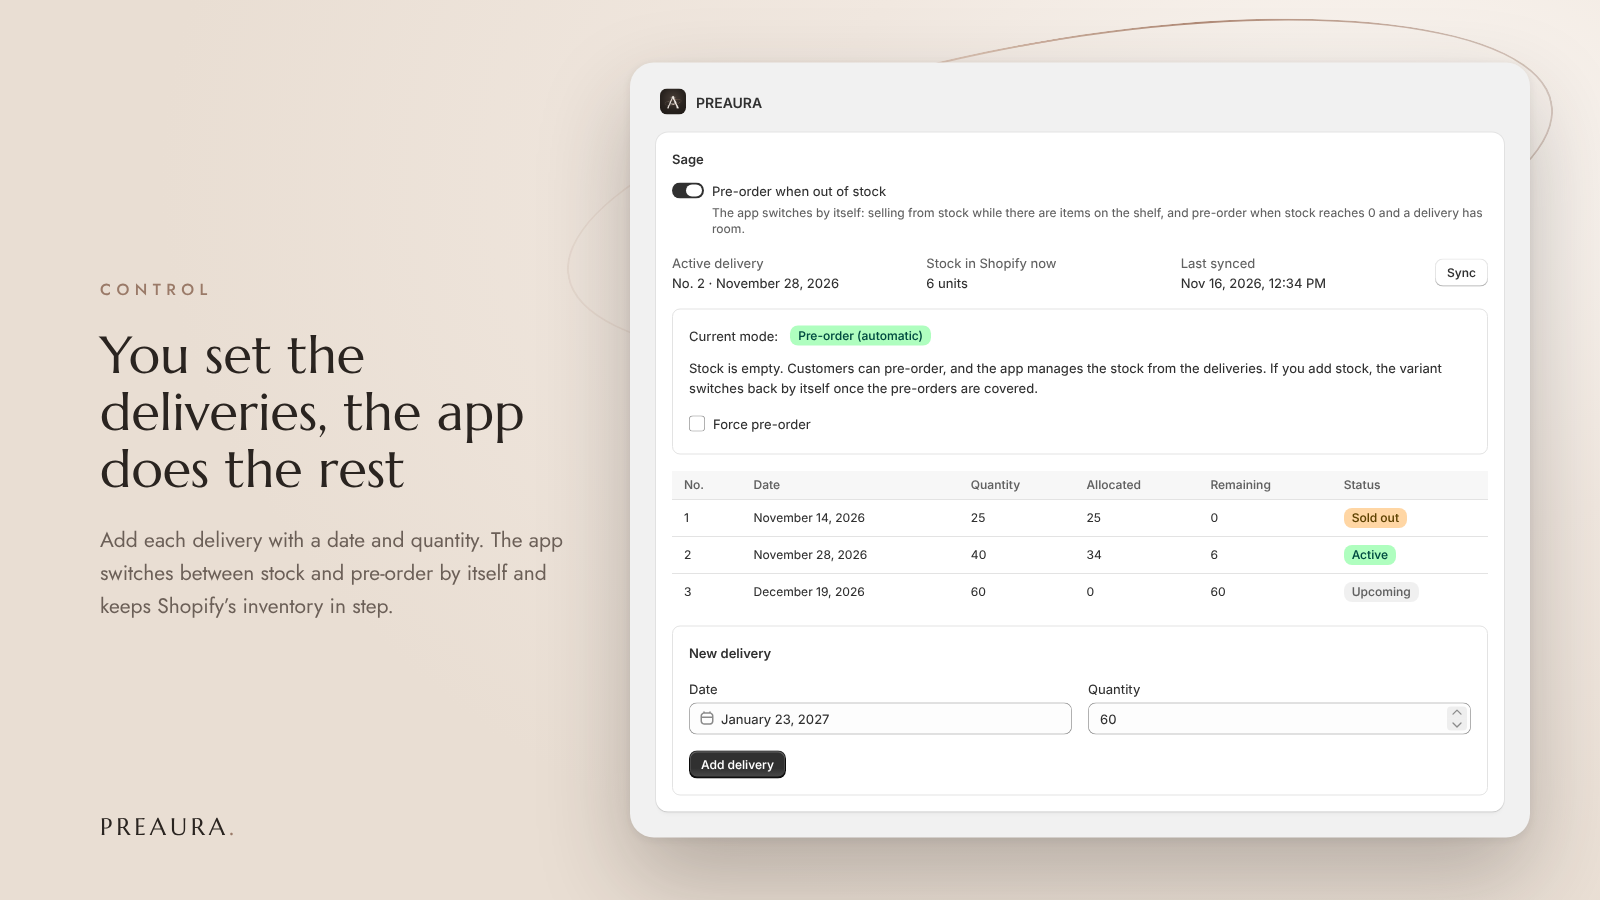 CONTROL
You set the
deliveries, the app
does the rest
Add each delivery with a date and quantity. The app
switches between stock and pre-order by itself and
keeps Shopify’s inventory in step.
PREAURA.
A PREAURA
Sage
Pre-order when out of stock
The app switches by itself: selling from stock while there are items on the shelf, and pre-order when stock reaches 0 and a delivery has
room.
Active delivery Stock in Shopify now Last synced
No. 2 · November 28, 2026 6 units Nov 16, 2026, 12:34 PM Sync
Current mode: Pre-order (automatic)
Stock is empty. Customers can pre-order, and the app manages the stock from the deliveries. If you add stock, the variant
switches back by itself once the pre-orders are covered.
Force pre-order
No. Date Quantity Allocated Remaining Status
1 November 14, 2026 25 25 0 Sold out
2 November 28, 2026 40 34 6 Active
3 December 19, 2026 60 0 60 Upcoming
New delivery
Date Quantity
January 23, 2027 60
Add delivery